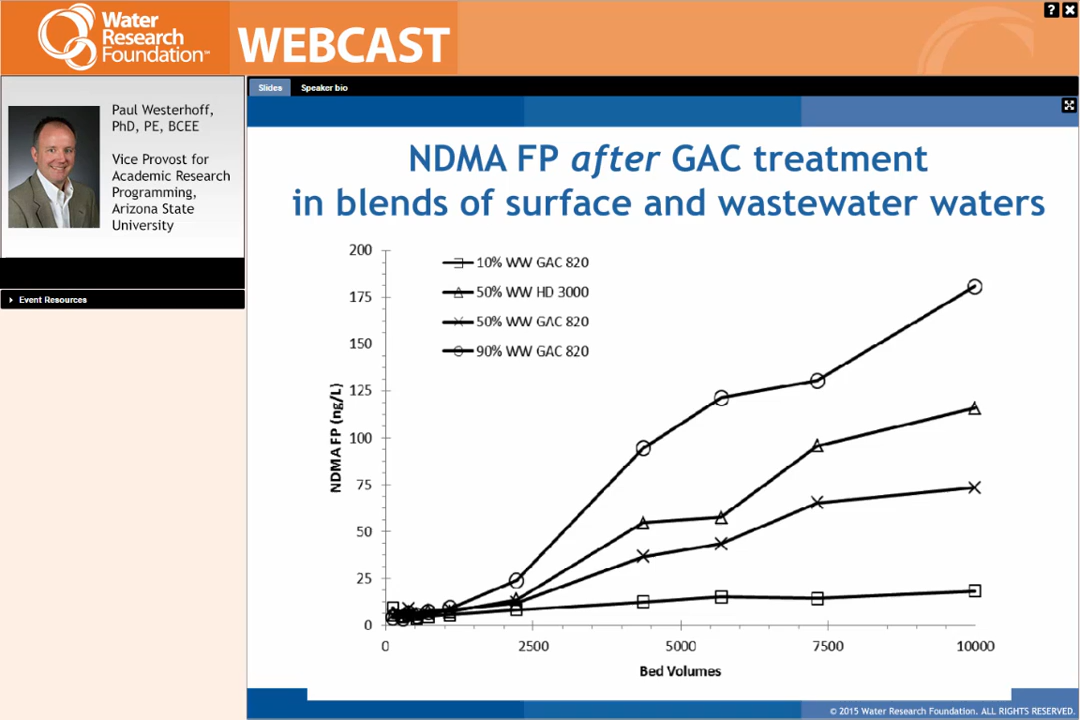 Water
Research
Foundation™
WEBCAST
?
Paul Westerhoff,
PhD, PE, BCEE
Vice Provost for
Academic Research
Programming,
Arizona State
University
Event Resources
Slides
Speaker bio
NDMA FP after GAC treatment
in blends of surface and wastewater waters
200
175
150
125
100
75
50
25
0
NDMA FP (ng/L)
10% WW GAC 820
50% WW HD 3000
50% WW GAC 820
90% WW GAC 820
0
2500
5000
7500
10000
Bed Volumes
© 2015 Water Research Foundation. ALL RIGHTS RESERVED.